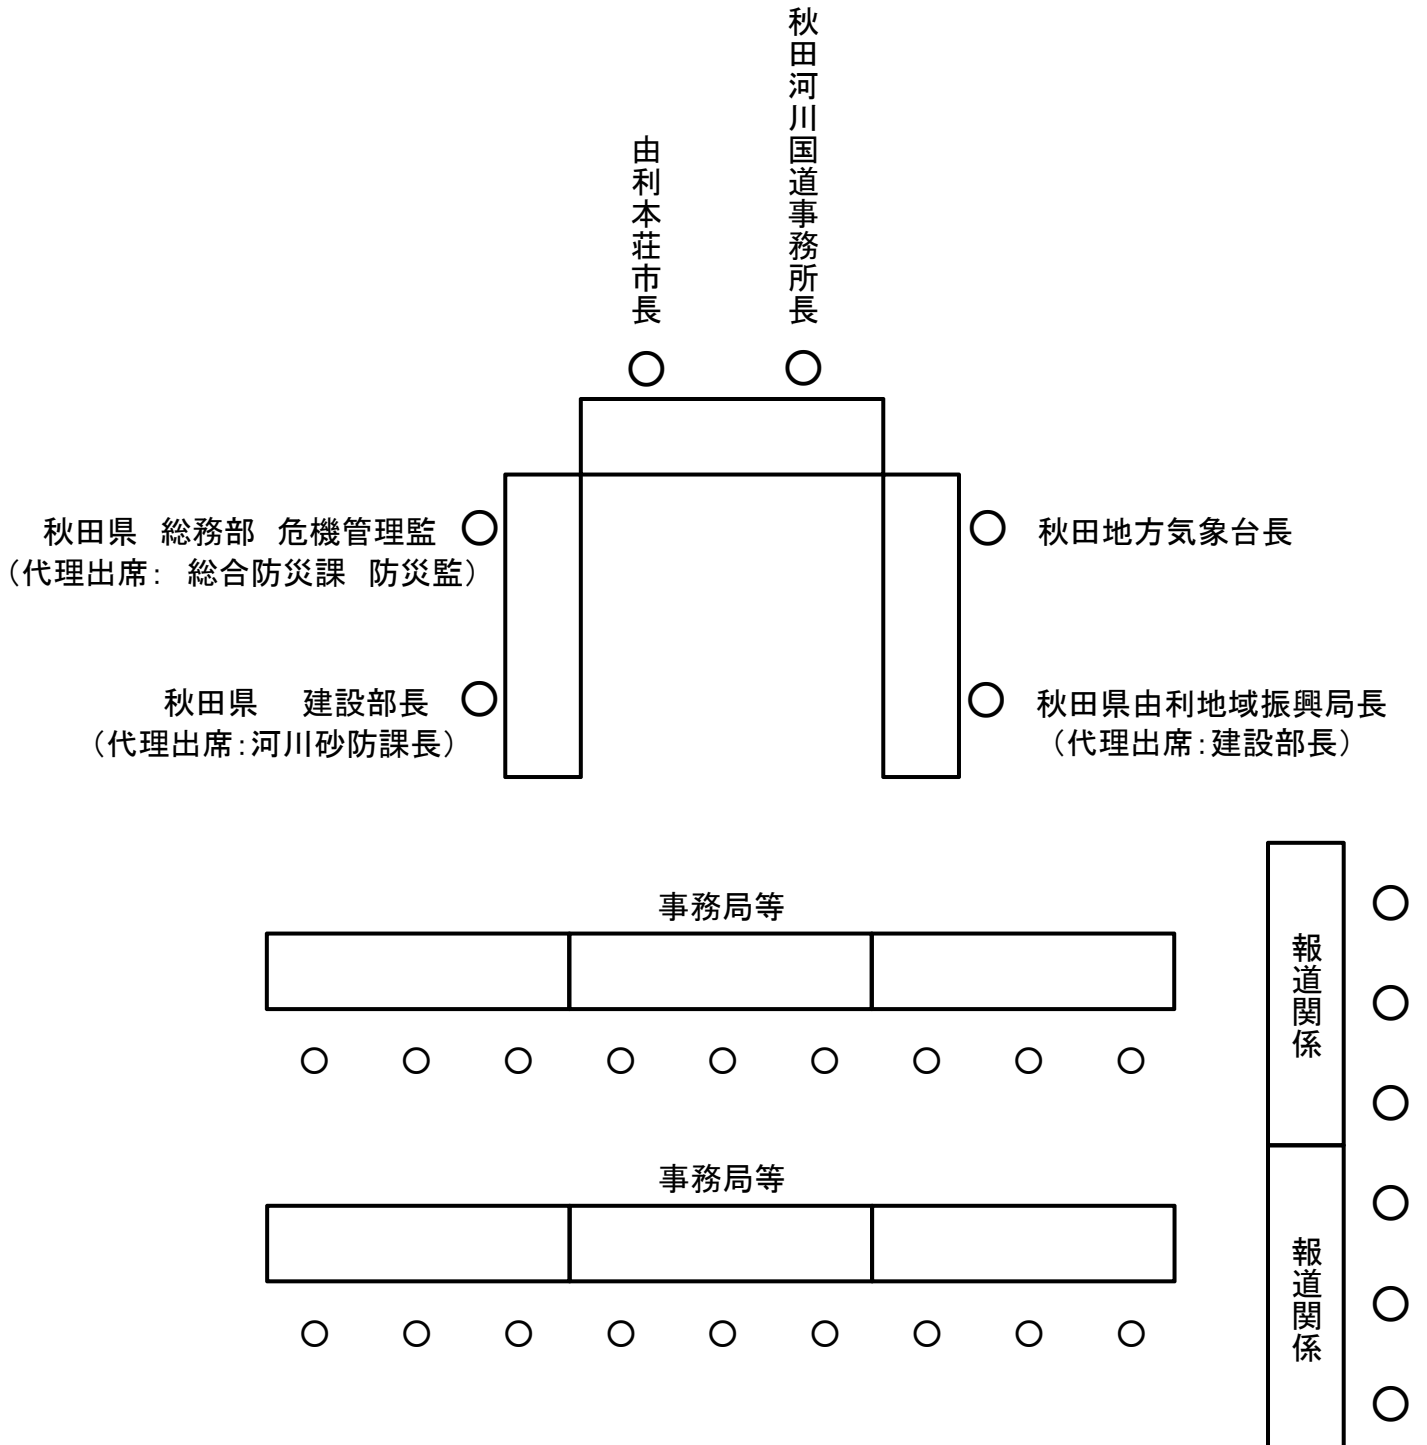 秋田河川国道事務所長
由利本荘市長
秋田県　総務部　危機管理監
（代理出席：　総合防災課　防災監）
秋田地方気象台長
秋田県　建設部長
（代理出席：河川砂防課長）
秋田県由利地域振興局長
（代理出席：建設部長）
事務局等
報道関係
事務局等
報道関係